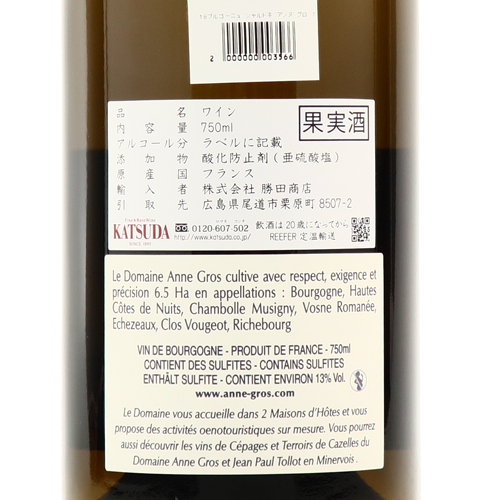 2 000000 003566
品 名 ワイン
内 容 量 750ml
アルコール分 ラベルに記載
添 加 物 酸化防止剤（亜硫酸塩）
原 産 国 フランス
輸 入 者 株式会社 勝田商店
引 取 先 広島県尾道市栗原町8507-2
果実酒
KATSUDA
0120-607-502
http://www.katsuda.co.jp/
飲酒は20歳になってから
REEFER 定温輸送
Le Domaine Anne Gros cultive avec respect, exigence et
précision 6.5 Ha en appellations : Bourgogne, Hautes
Côtes de Nuits, Chambolle Musigny, Vosne Romanée,
Echezeaux, Clos Vougeot, Richebourg
VIN DE BOURGOGNE - PRODUIT DE FRANCE - 750ml
CONTIENT DES SULFITES - CONTAINS SULFITES
ENTHÄLT SULFITE - CONTIENT ENVIRON 13% Vol.
www.anne-gros.com
Le Domaine vous accueille dans 2 Maisons d'Hôtes et vous
propose des activités oenotouristiques sur mesure. Vous pourrez
aussi découvrir les vins de Cépages et Terroirs de Cazelles du
Domaine Anne Gros et Jean Paul Tollot en Minervois.